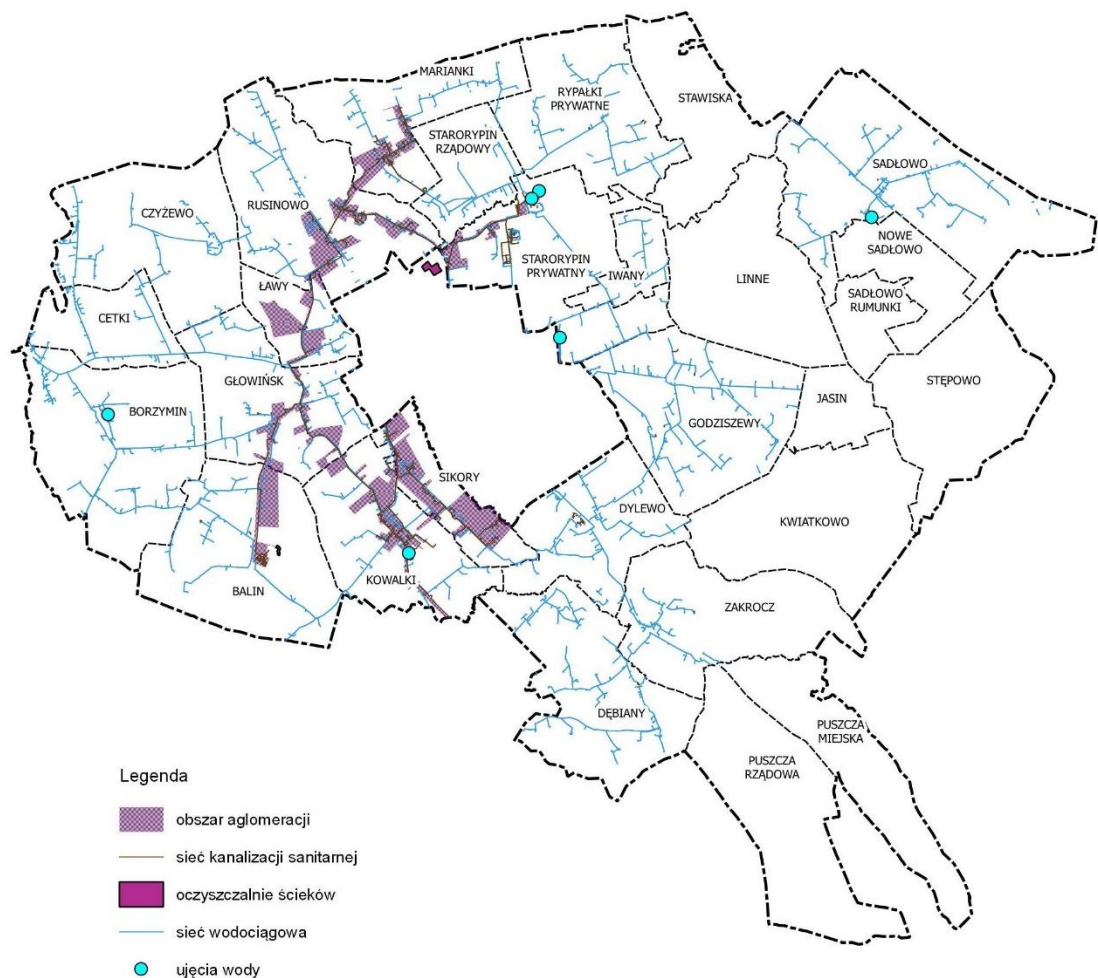 MARIANKI
RYPAŁKI
PRYWATNE
STAWISKA
STARORYPIN
RZĄDOWY
SADŁOWO
CZYŻEWO
RUSINOWO
NOWE
SADŁOWO
STARORYPIN
PRYWATNY
IWANY
LINNE
ŁAWY
SADŁOWO
RUMUNKI
CETKI
GŁOWIŃSK
STĘPOWO
BORZYMIN
JASIN
GODZISZEWY
SIKORY
DYLEWO
KWIATKOWO
BALIN
KOWALKI
ZAKROCZ
DĘBIANY
PUSZCZA
MIEJSKA
PUSZCZA
RZĄDOWA
Legenda
obszar aglomeracji
sieć kanalizacji sanitarnej
oczyszczalnie ścieków
sieć wodociągowa
ujęcia wody